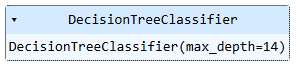 ▾ DecisionTreeClassifier
DecisionTreeClassifier(max_depth=14)